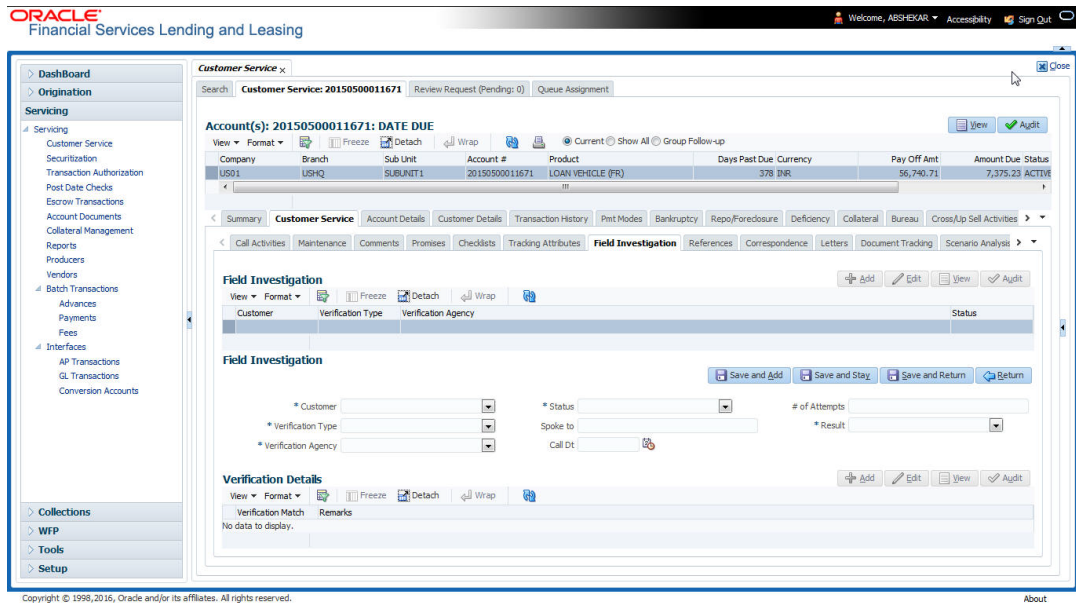 ORACLE
Financial Services Lending and Leasing
Welcome, ABSHEKAR Accessibility Sign Out
Close
DashBoard
Origination
Servicing
Servicing
Customer Service
Securitization
Transaction Authorization
Post Date Checks
Escrow Transactions
Account Documents
Collateral Management
Reports
Producers
Vendors
Batch Transactions
Advances
Payments
Fees
Interfaces
AP Transactions
GL Transactions
Conversion Accounts
Collections
WFP
Tools
Setup
Customer Service x
Search Customer Service: 20150500011671 Review Request (Pending: 0) Queue Assignment
Account(s): 20150500011671: DATE DUE
View Audit
View Format Freeze Detach Wrap Current Show All Group Follow-up
Company Branch Sub Unit Account # Product Days Past Due Currency Pay Off Amt Amount Due Status
US01 USHQ SUBUNIT1 20150500011671 LOAN VEHICLE (FR) 378 INR 56,740.71 7,375.23 ACTIVE
Summary Customer Service Account Details Customer Details Transaction History Pmt Modes Bankruptcy Repo/Foreclosure Deficiency Collateral Bureau Cross/Up Sell Activities
Call Activities Maintenance Comments Promises Checklists Tracking Attributes Field Investigation References Correspondence Letters Document Tracking Scenario Analysis
Field Investigation
Add Edit View Audit
View Format Freeze Detach Wrap
Customer Verification Type Verification Agency Status
Field Investigation
Save and Add Save and Stay Save and Return Return
* Customer * Status # of Attempts
* Verification Type Spoke to * Result
* Verification Agency Call Dt
Verification Details
Add Edit View Audit
View Format Freeze Detach Wrap
Verification Match Remarks
No data to display.
Copyright © 1998,2016, Oracle and/or its affiliates. All rights reserved.
About